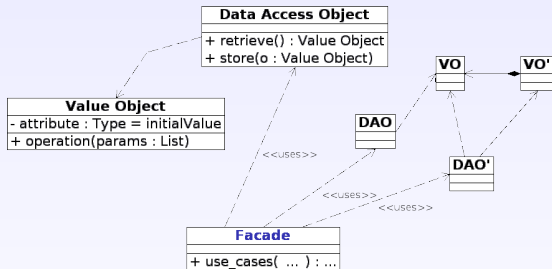 Data Access Object
+ retrieve() : Value Object
+ store(o : Value Object)
VO
VO'
Value Object
- attribute : Type = initialValue
+ operation(params : List)
DAO
<<uses>>
DAO'
<<uses>>
<<uses>>
Facade
+ use_cases( ... ) : ...